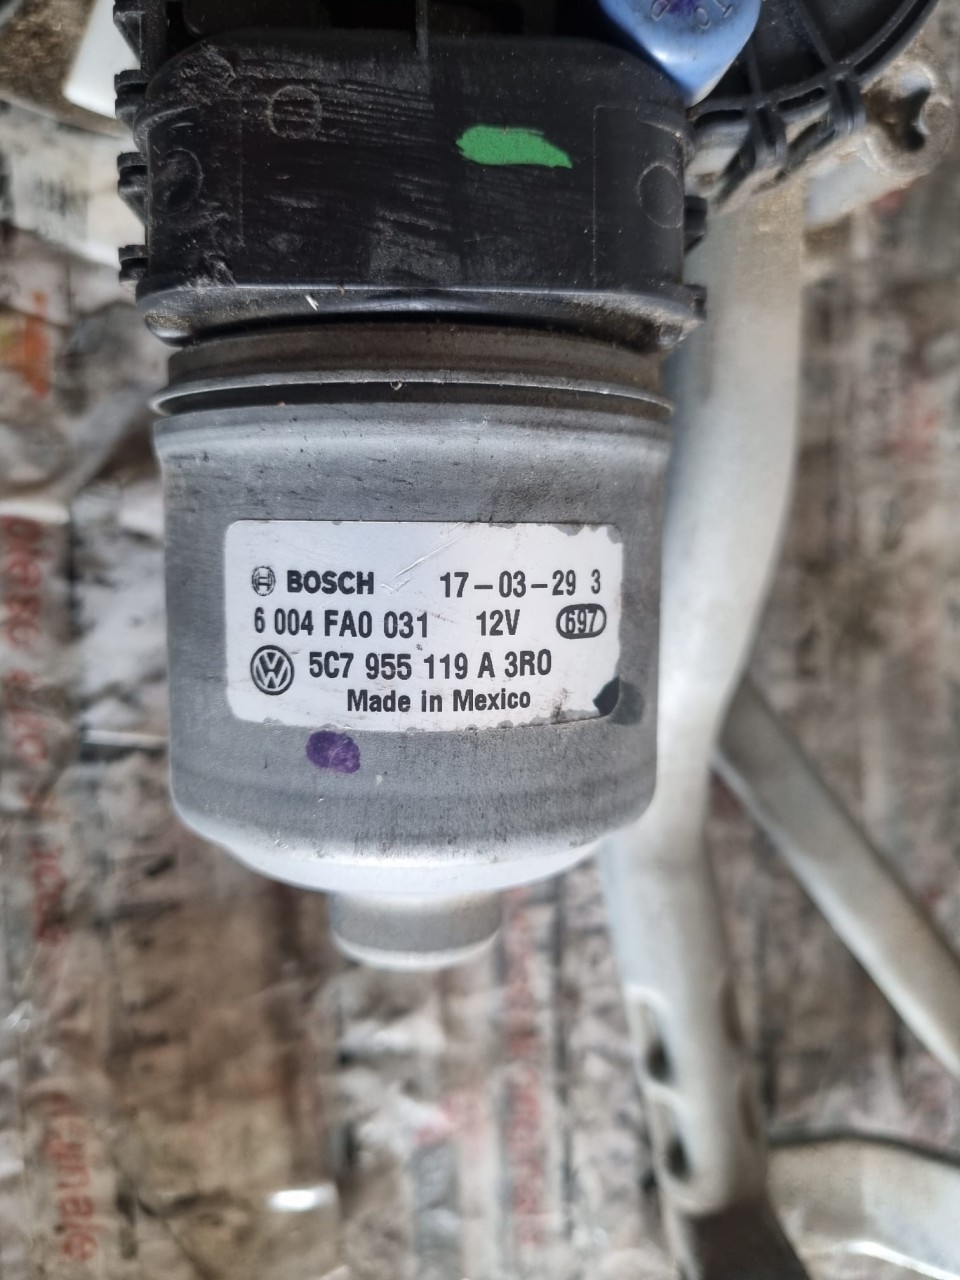 BOSCH 17-03-29 3
6 004 FA0 031 12V 697
5C7 955 119 A 3R0
Made in Mexico